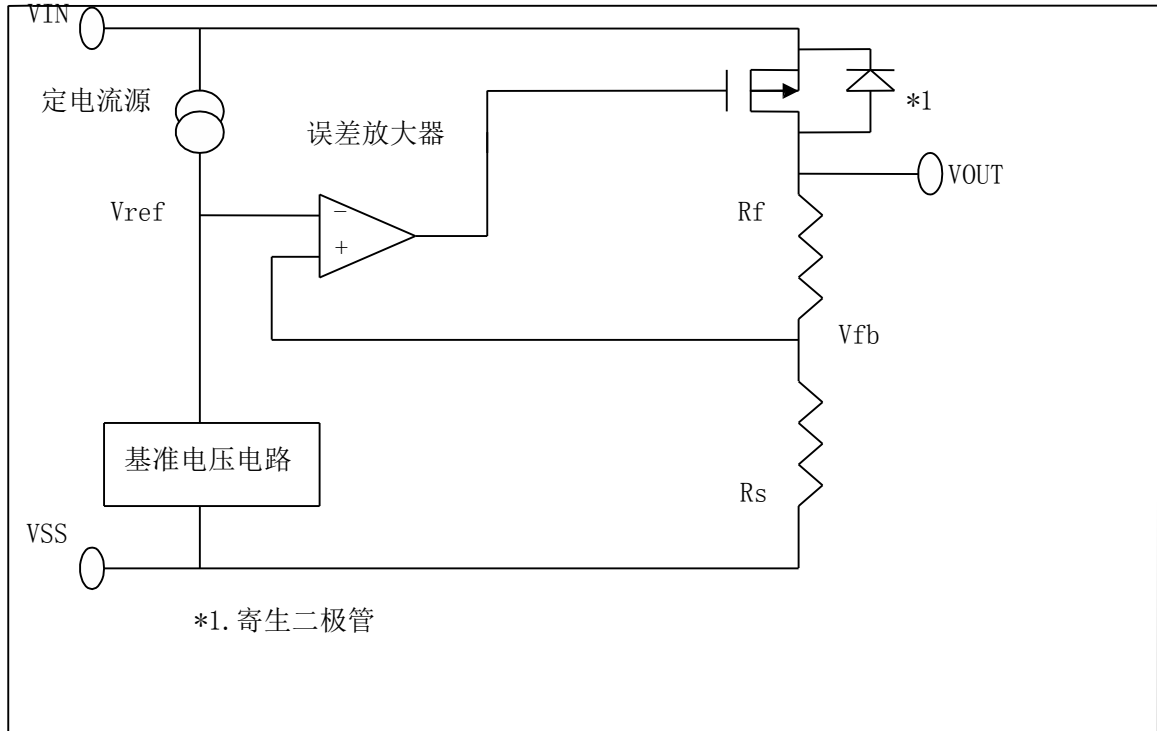 VIN
定电流源
*1
误差放大器
VOUT
Vref
Rf
−
+
Vfb
基准电压电路
Rs
VSS
*1.寄生二极管